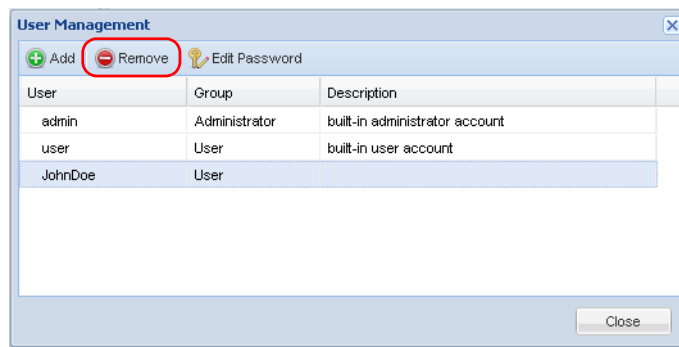 User Management
Add Remove Edit Password
User Group Description
admin Administrator built-in administrator account
user User built-in user account
JohnDoe User
Close